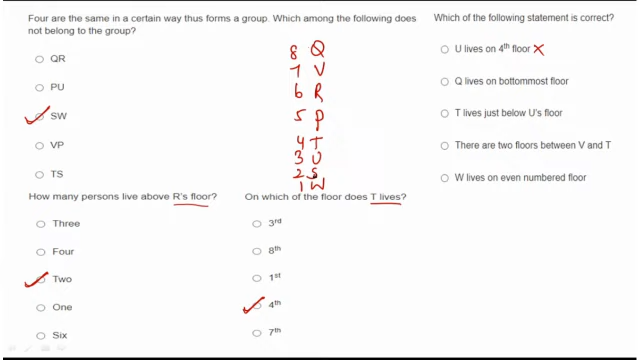 Four are the same in a certain way thus forms a group. Which among the following does
not belong to the group?
QR
PU
SW
VP
TS
8 Q
7 V
6 R
5 P
4 T
3 U
2 S
1 W
Which of the following statement is correct?
U lives on 4th floor X
Q lives on bottommost floor
T lives just below U's floor
There are two floors between V and T
W lives on even numbered floor
How many persons live above R's floor?
Three
Four
Two
One
Six
On which of the floor does T lives?
3rd
8th
1st
4th
7th